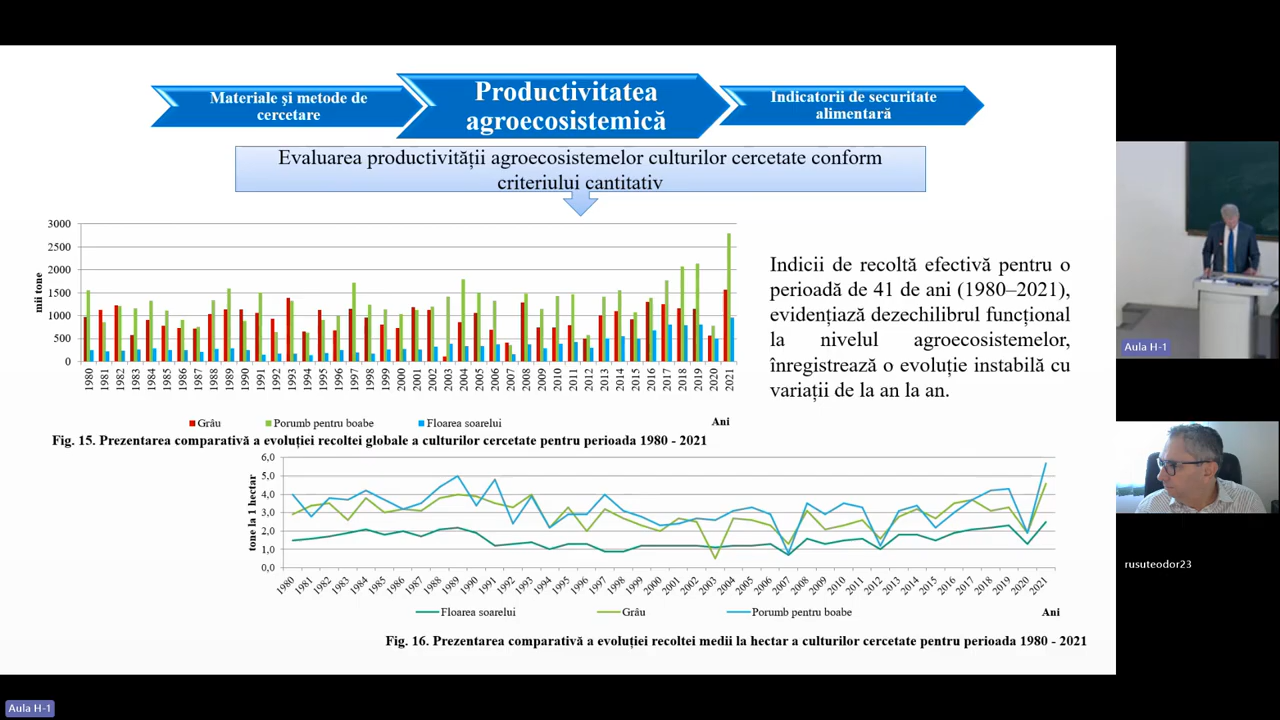 Materiale și metode de
cercetare
Productivitatea
agroecosistemică
Indicatorii de securitate
alimentară
Evaluarea productivității agroecosistemelor culturilor cercetate conform
criteriului cantitativ
mii tone
3000
2500
2000
1500
1000
500
0
1980 1981 1982 1983 1984 1985 1986 1987 1988 1989 1990 1991 1992 1993 1994 1995 1996 1997 1998 1999 2000 2001 2002 2003 2004 2005 2006 2007 2008 2009 2010 2011 2012 2013 2014 2015 2016 2017 2018 2019 2020 2021
Grâu Porumb pentru boabe Floarea soarelui Ani
Fig. 15. Prezentarea comparativă a evoluției recoltei globale a culturilor cercetate pentru perioada 1980 - 2021
Indicii de recoltă efectivă pentru o
perioadă de 41 de ani (1980–2021),
evidențiază dezechilibrul funcțional
la nivelul agroecosistemelor,
înregistrează o evoluție instabilă cu
variații de la an la an.
tone la 1 hectar
6,0
5,0
4,0
3,0
2,0
1,0
0,0
1980 1981 1982 1983 1984 1985 1986 1987 1988 1989 1990 1991 1992 1993 1994 1995 1996 1997 1998 1999 2000 2001 2002 2003 2004 2005 2006 2007 2008 2009 2010 2011 2012 2013 2014 2015 2016 2017 2018 2019 2020 2021
Floarea soarelui Grâu Porumb pentru boabe Ani
Fig. 16. Prezentarea comparativă a evoluției recoltei medii la hectar a culturilor cercetate pentru perioada 1980 - 2021
Aula H-1
rusuteodor23
Aula H-1